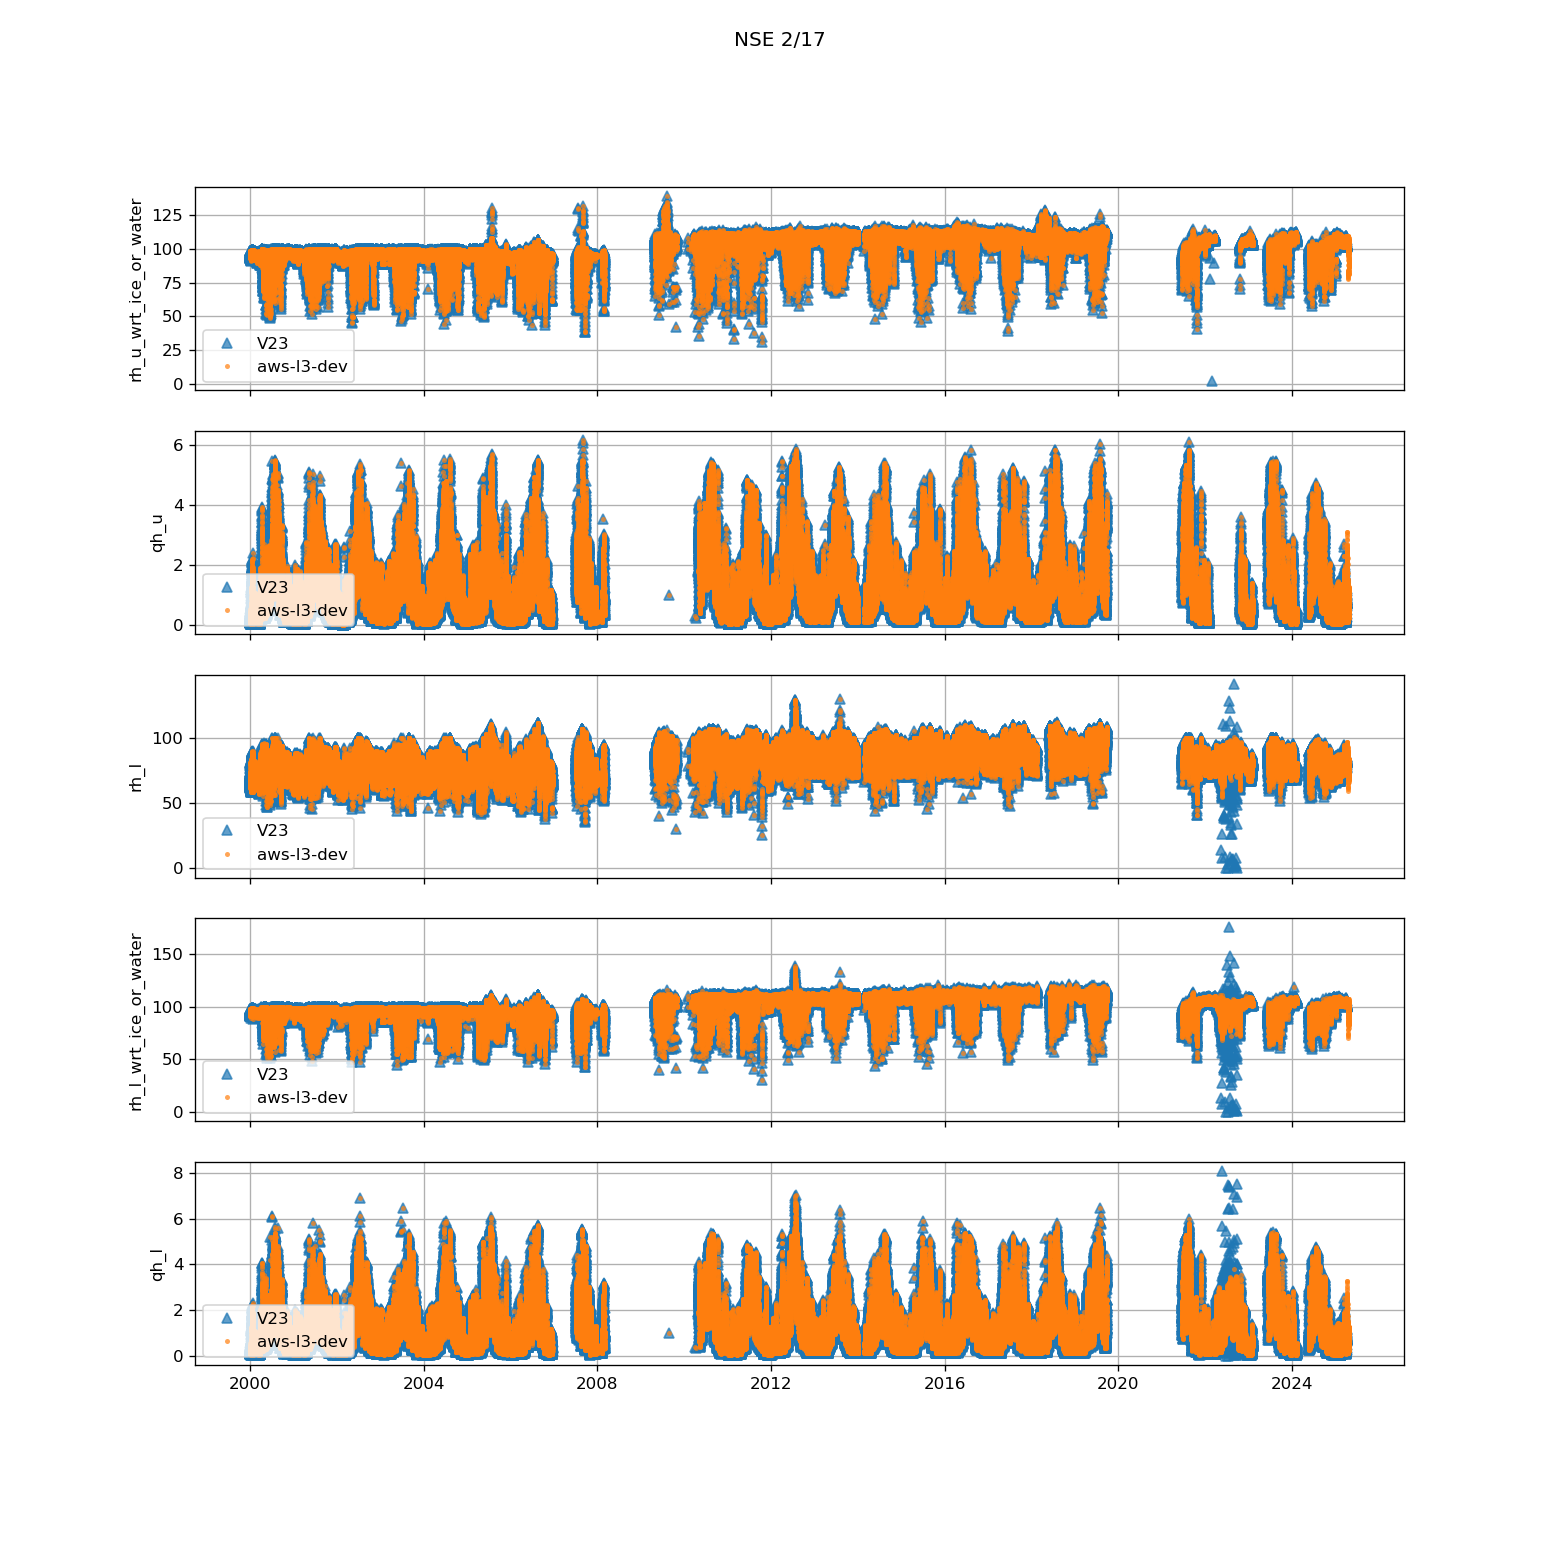 NSE 2/17
rh_u_wrt_ice_or_water
125
100
75
50
25
0
V23
aws-l3-dev
qh_u
6
4
2
0
V23
aws-l3-dev
rh_l
100
50
0
V23
aws-l3-dev
rh_l_wrt_ice_or_water
150
100
50
0
V23
aws-l3-dev
qh_l
8
6
4
2
0
V23
aws-l3-dev
2000 2004 2008 2012 2016 2020 2024